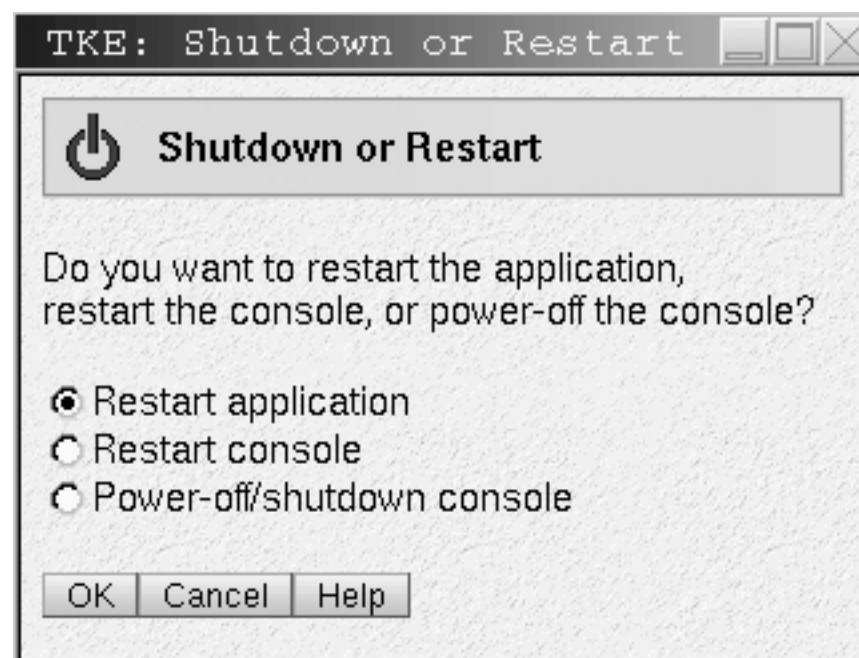 TKE: Shutdown or Restart
Shutdown or Restart
Do you want to restart the application,
restart the console, or power-off the console?
Restart application
Restart console
Power-off/shutdown console
OK Cancel Help